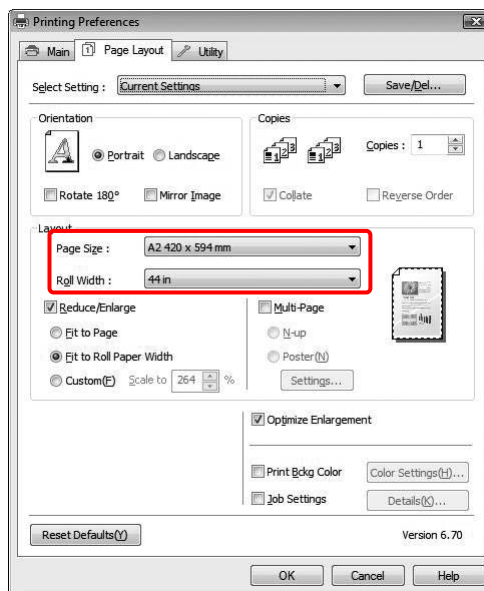 Printing Preferences
Main Page Layout Utility
Select Setting : Current Settings Save/Del...
Orientation
Portrait Landscape
Rotate 180° Mirror Image
Copies
Copies : 1
Collate Reverse Order
Layout
Page Size : A2 420 x 594 mm
Roll Width : 44 in
Reduce/Enlarge
Fit to Page
Fit to Roll Paper Width
Custom(F) Scale to 264 %
Multi-Page
N-up
Poster(N)
Settings...
Optimize Enlargement
Print Bckg Color Color Settings(H)...
Job Settings Details(K)...
Reset Defaults(Y) Version 6.70
OK Cancel Help